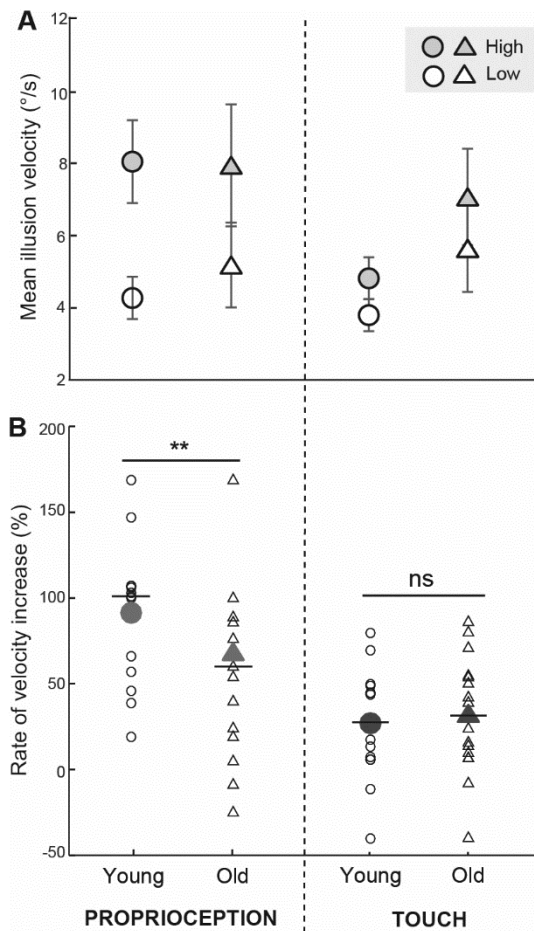 A
12
10
8
6
4
2
Mean illusion velocity (°/s)
High
Low
B
200
150
100
50
0
-50
Rate of velocity increase (%)
**
ns
Young Old Young Old
PROPRIOCEPTION TOUCH